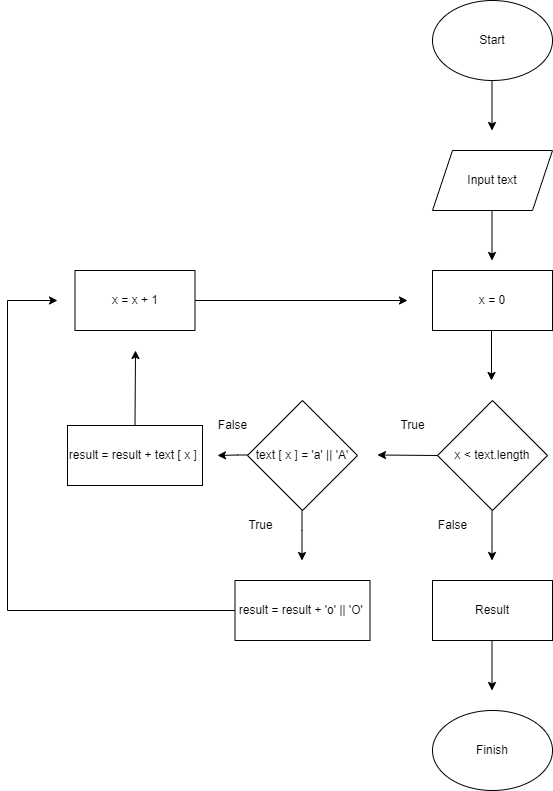 Start
Input text
x = x + 1
x = 0
False
True
result = result + text [ x ]
text [ x ] = 'a' || 'A'
x < text.length
True
False
result = result + 'o' || 'O'
Result
Finish